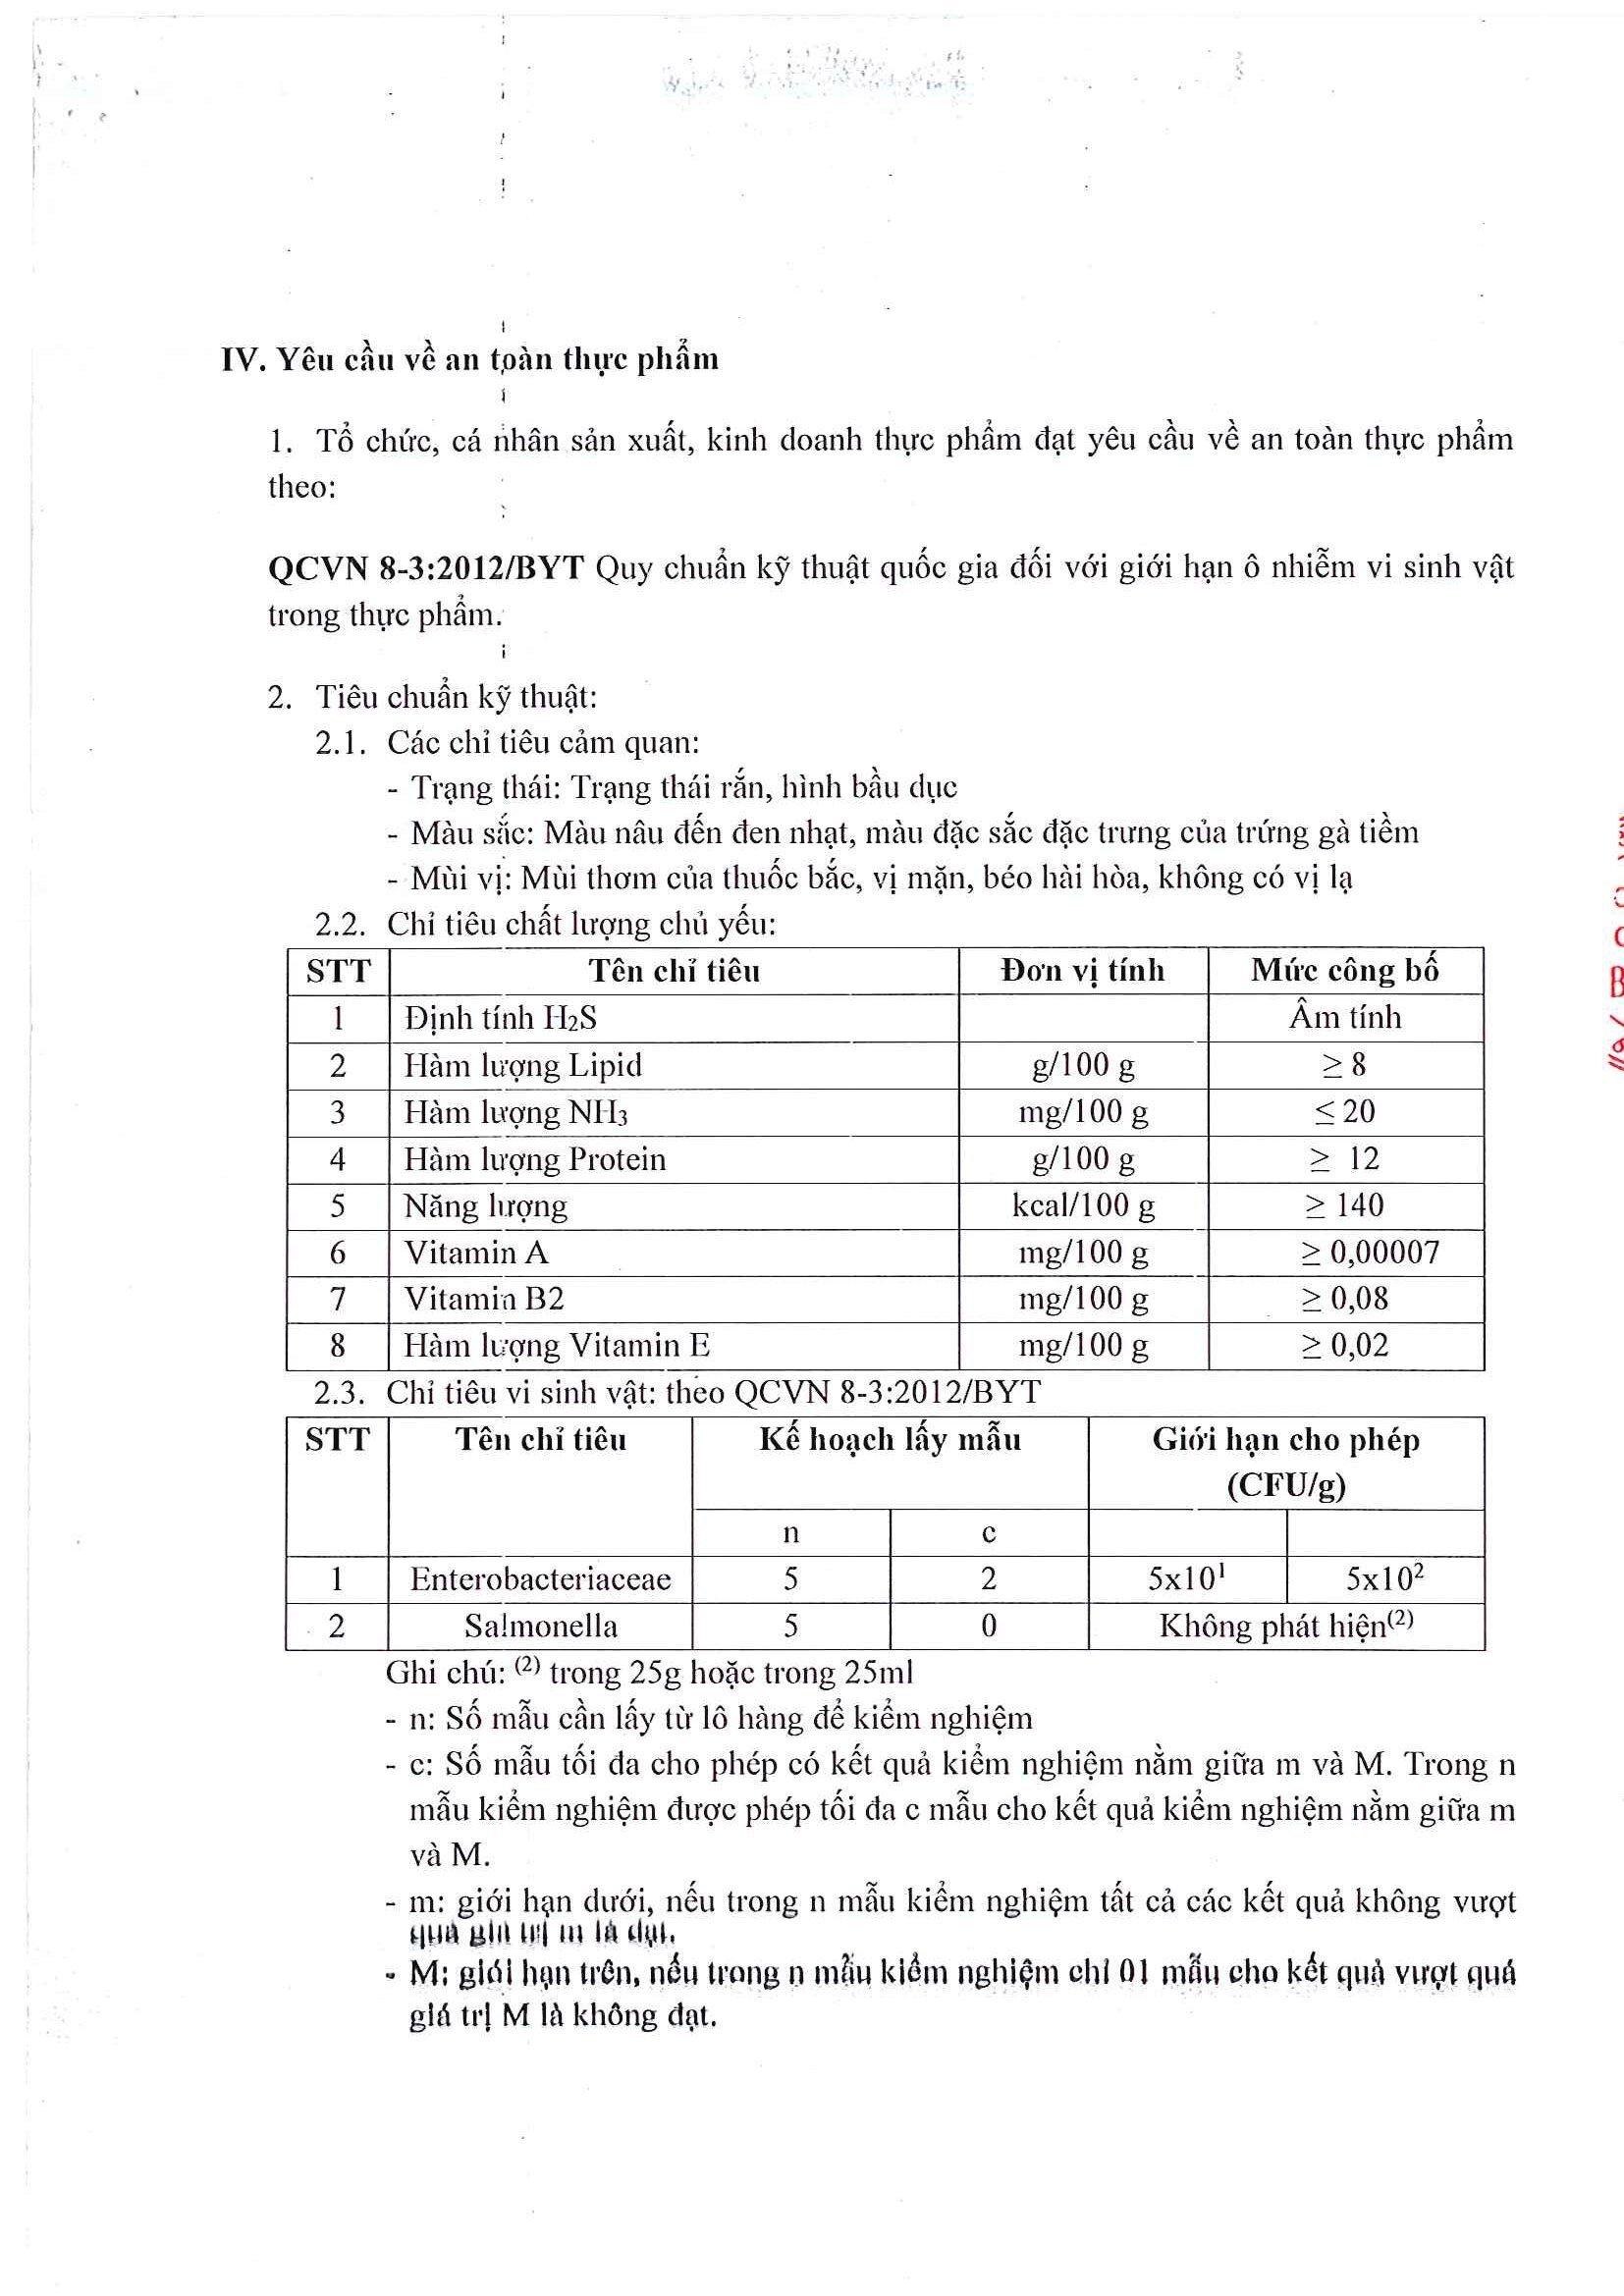 IV. Yêu cầu về an toàn thực phẩm
1. Tổ chức, cá nhân sản xuất, kinh doanh thực phẩm đạt yêu cầu về an toàn thực phẩm
theo:
QCVN 8-3:2012/BYT Quy chuẩn kỹ thuật quốc gia đối với giới hạn ô nhiễm vi sinh vật
trong thực phẩm.
2. Tiêu chuẩn kỹ thuật:
2.1. Các chỉ tiêu cảm quan:
- Trạng thái: Trạng thái rắn, hình bầu dục
- Màu sắc: Màu nâu đến đen nhạt, màu đặc sắc đặc trưng của trứng gà tiềm
- Mùi vị: Mùi thơm của thuốc bắc, vị mặn, béo hài hòa, không có vị lạ
2.2. Chỉ tiêu chất lượng chủ yếu:
STT Tên chỉ tiêu Đơn vị tính Mức công bố
1 Định tính H₂S Âm tính
2 Hàm lượng Lipid g/100 g ≥ 8
3 Hàm lượng NH₃ mg/100 g ≤ 20
4 Hàm lượng Protein g/100 g ≥ 12
5 Năng lượng kcal/100 g ≥ 140
6 Vitamin A mg/100 g ≥ 0,00007
7 Vitamin B2 mg/100 g ≥ 0,08
8 Hàm lượng Vitamin E mg/100 g ≥ 0,02
2.3. Chỉ tiêu vi sinh vật: theo QCVN 8-3:2012/BYT
STT Tên chỉ tiêu Kế hoạch lấy mẫu Giới hạn cho phép
(CFU/g)
n c
1 Enterobacteriaceae 5 2 5x10¹ 5x10²
2 Salmonella 5 0 Không phát hiện⁽²⁾
Ghi chú: ⁽²⁾ trong 25g hoặc trong 25ml
- n: Số mẫu cần lấy từ lô hàng để kiểm nghiệm
- c: Số mẫu tối đa cho phép có kết quả kiểm nghiệm nằm giữa m và M. Trong n
mẫu kiểm nghiệm được phép tối đa c mẫu cho kết quả kiểm nghiệm nằm giữa m
và M.
- m: giới hạn dưới, nếu trong n mẫu kiểm nghiệm tất cả các kết quả không vượt
quá giá trị m là đạt.
- M: giới hạn trên, nếu trong n mẫu kiểm nghiệm chỉ 01 mẫu cho kết quả vượt quá
giá trị M là không đạt.